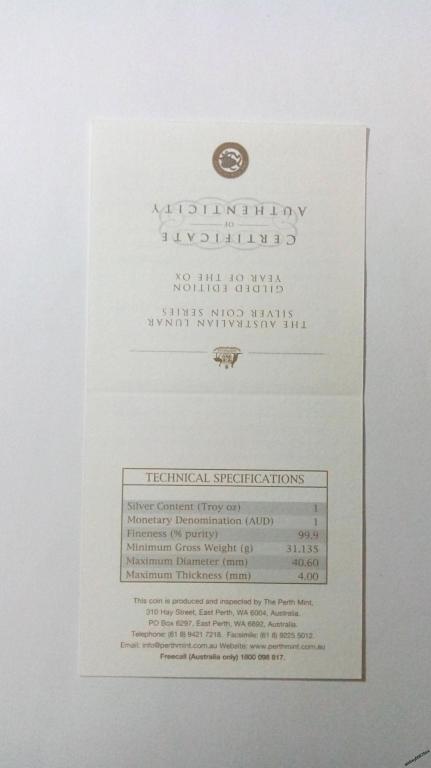 THE AUSTRALIAN LUNAR
SILVER COIN SERIES
GILDED EDITION
YEAR OF THE OX
CERTIFICATE
OF
AUTHENTICITY
TECHNICAL SPECIFICATIONS
Silver Content (Troy oz) 1
Monetary Denomination (AUD) 1
Fineness (% purity) 99.9
Minimum Gross Weight (g) 31.135
Maximum Diameter (mm) 40.60
Maximum Thickness (mm) 4.00
This coin is produced and inspected by The Perth Mint,
310 Hay Street, East Perth, WA 6004, Australia.
PO Box 6297, East Perth, WA 6892, Australia.
Telephone: (61 8) 9421 7218. Facsimile: (61 8) 9225 5012.
Email: info@perthmint.com.au Website: www.perthmint.com.au
Freecall (Australia only) 1800 098 817.